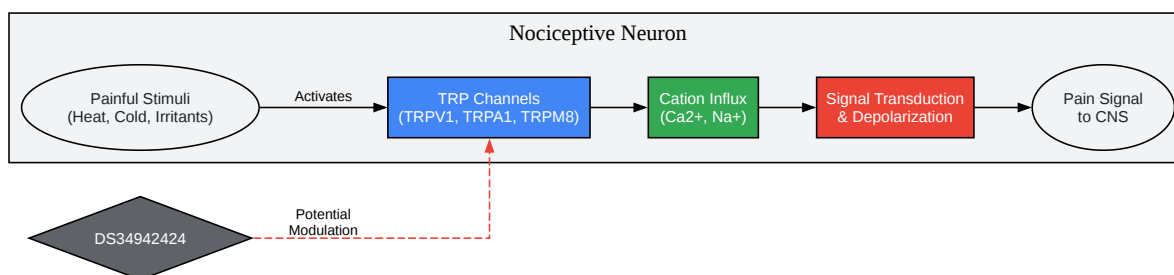 Nociceptive Neuron
Painful Stimuli
(Heat, Cold, Irritants)
Activates
TRP Channels
(TRPV1, TRPA1, TRPM8)
Cation Influx
(Ca2+, Na+)
Signal Transduction
& Depolarization
Pain Signal
to CNS
DS34942424
Potential
Modulation